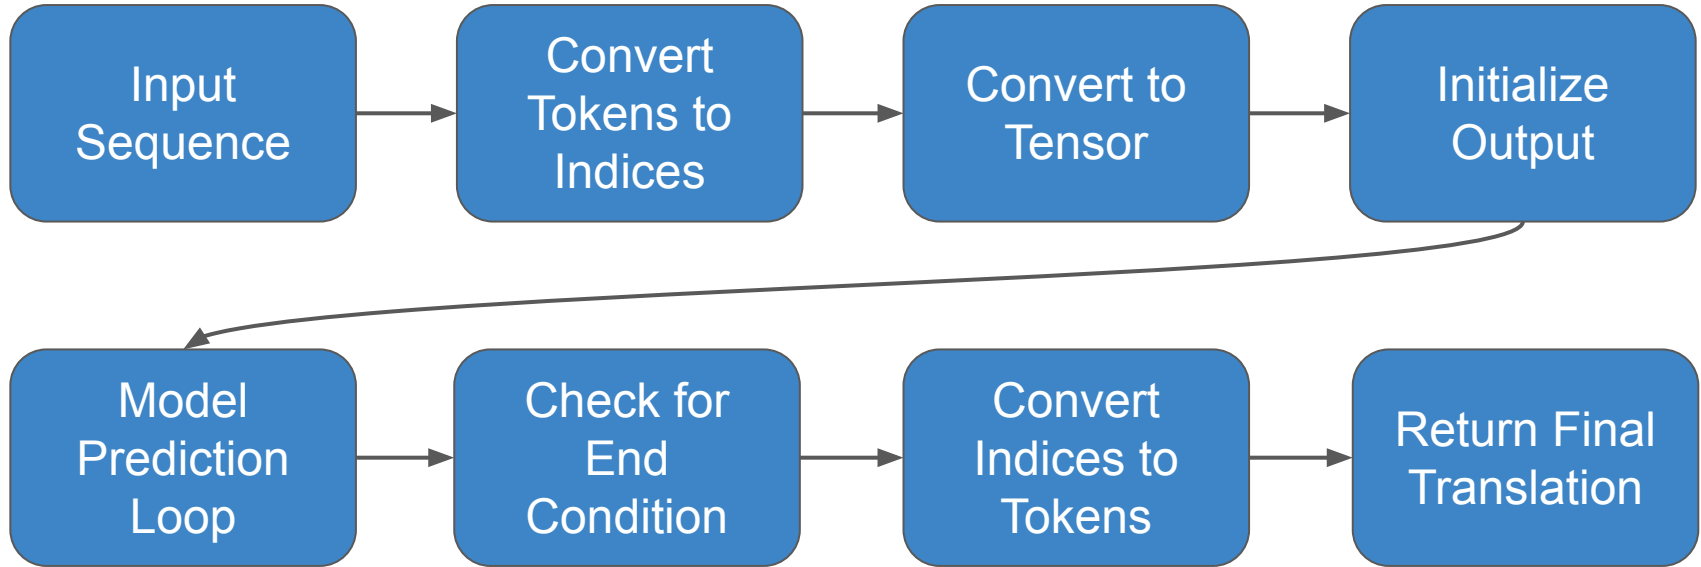 Input
Sequence
Convert
Tokens to
Indices
Convert to
Tensor
Initialize
Output
Model
Prediction
Loop
Check for
End
Condition
Convert
Indices to
Tokens
Return Final
Translation